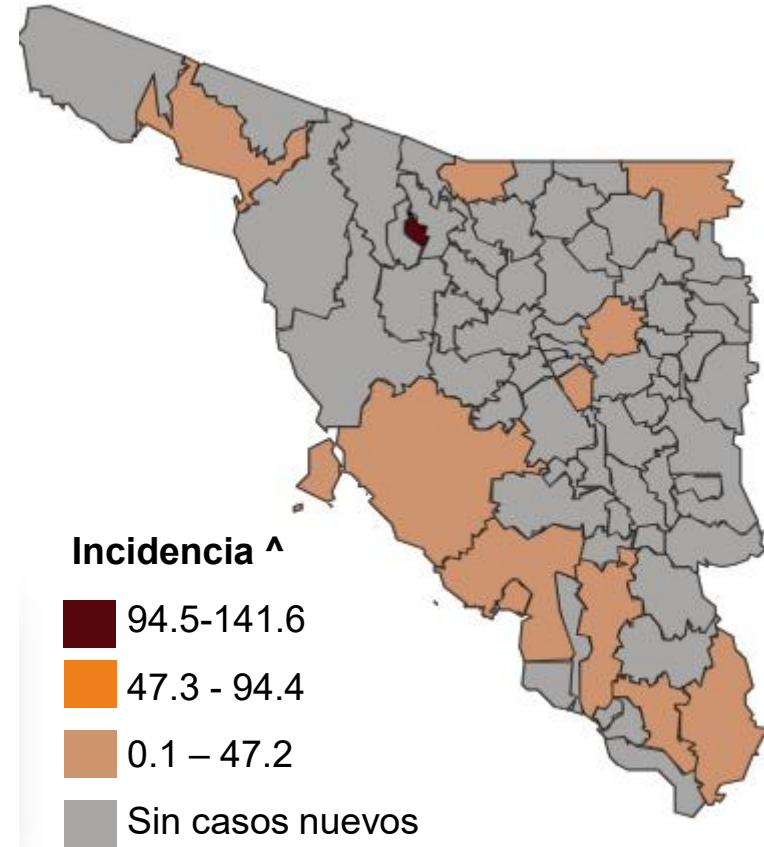 Incidencia ^
94.5-141.6
47.3 - 94.4
0.1 – 47.2
Sin casos nuevos